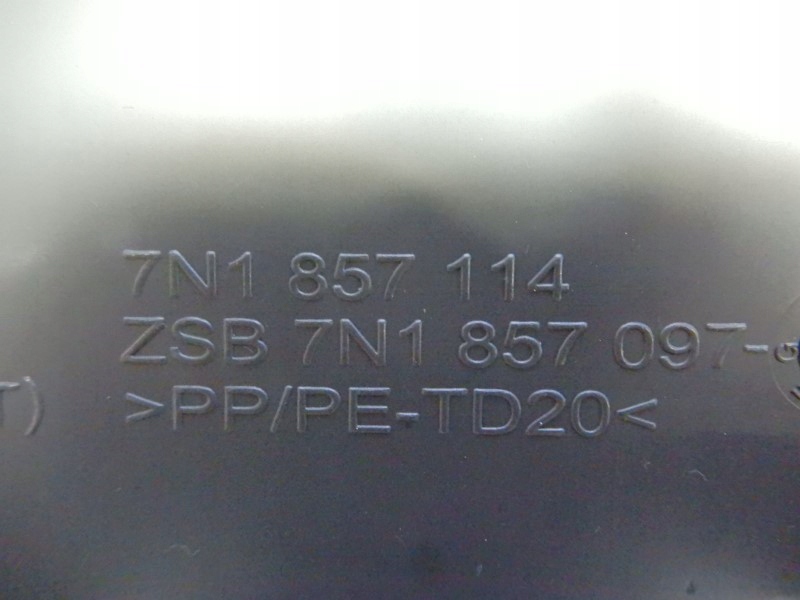 7N1 857 114
ZSB 7N1 857 097-
T) >PP/PE-TD20<